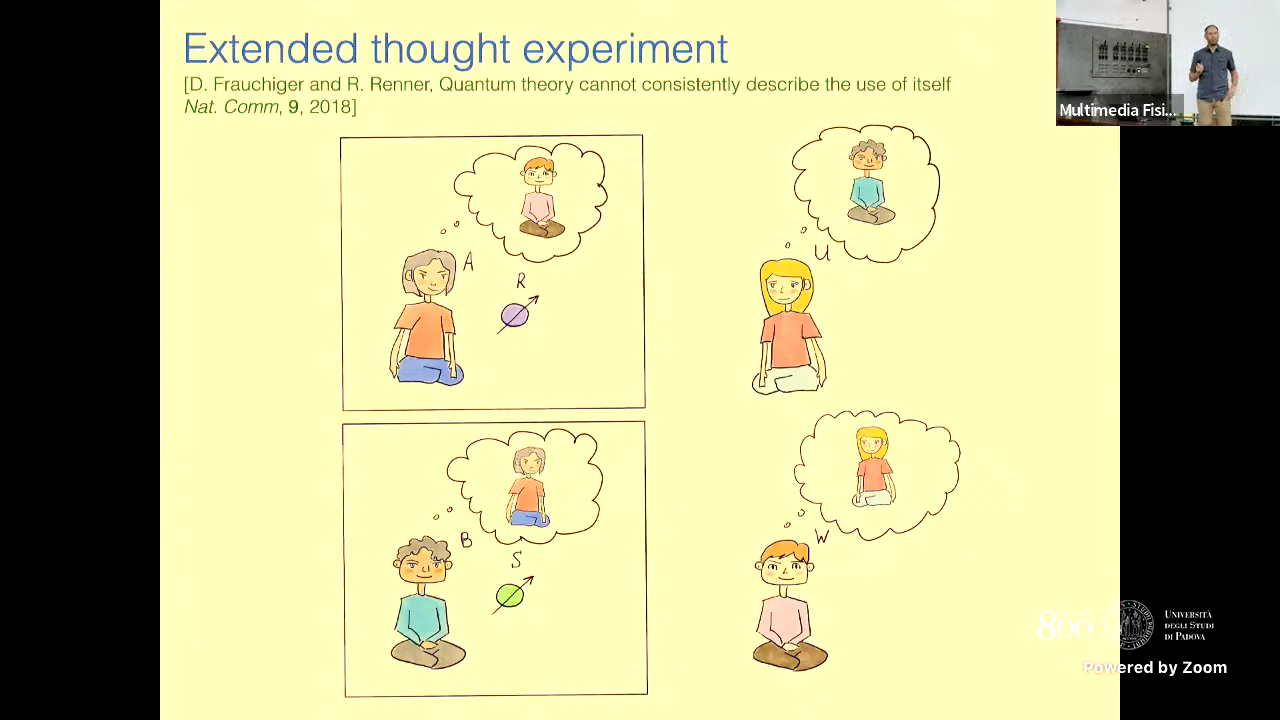 Extended thought experiment
[D. Frauchiger and R. Renner, Quantum theory cannot consistently describe the use of itself
Nat. Comm, 9, 2018]
Multimedia Fisi...
A
R
U
B
S
W
UNIVERSITÀ
DEGLI STUDI
DI PADOVA
Powered by Zoom